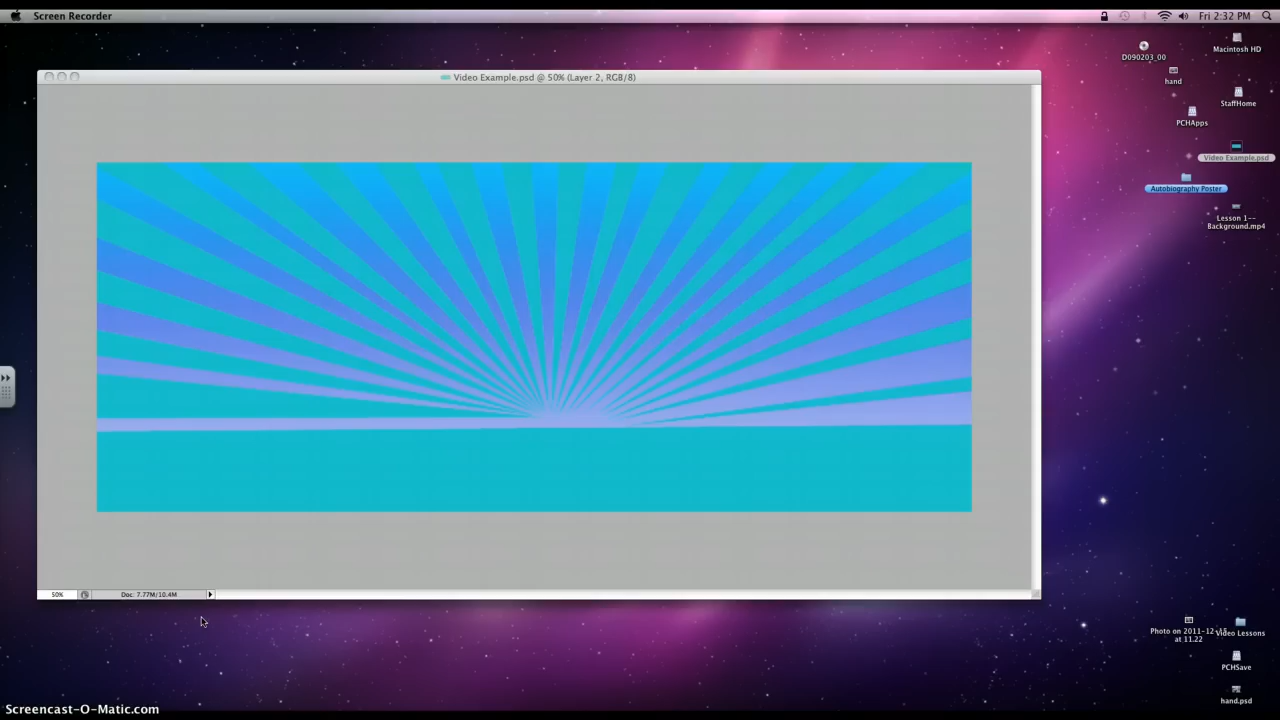 Screen Recorder
Fri 2:32 PM
Video Example.psd @ 50% (Layer 2, RGB/8)
Macintosh HD
D090203_00
hand
StaffHome
PCHApps
Video Example.psd
Autobiography Poster
Lesson 1--
Background.mp4
50%
Doc: 7.77M/10.4M
Photo on 2011-12-15
at 11.22
Video Lessons
PCHSave
hand.psd
Screencast-O-Matic.com